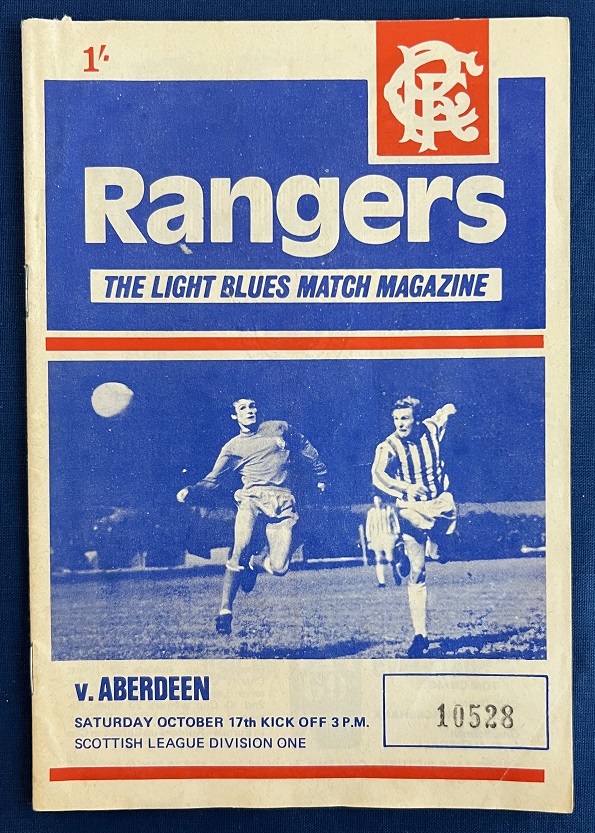 1/-
Rangers
THE LIGHT BLUES MATCH MAGAZINE
v. ABERDEEN
SATURDAY OCTOBER 17th KICK OFF 3 P.M.
SCOTTISH LEAGUE DIVISION ONE
10528